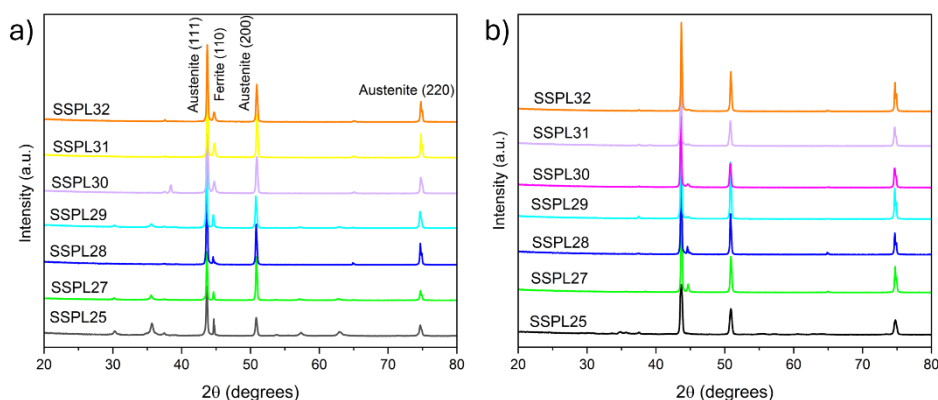 a)
Austenite (111)
Ferrite (110)
Austenite (200)
Austenite (220)
SSPL32
SSPL31
SSPL30
SSPL29
SSPL28
SSPL27
SSPL25
Intensity (a.u.)
20 30 40 50 60 70 80
2θ (degrees)
b)
SSPL32
SSPL31
SSPL30
SSPL29
SSPL28
SSPL27
SSPL25
Intensity (a.u.)
20 30 40 50 60 70 80
2θ (degrees)